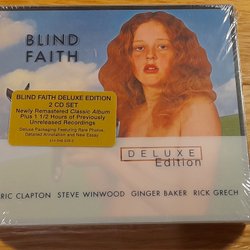 BLIND
FAITH
BLIND FAITH DELUXE EDITION
2 CD SET
Newly Remastered Classic Album
Plus 1 1/2 Hours of Previously
Unreleased Recordings
Deluxe Packaging Featuring Rare Photos,
Detailed Annotation and New Essay
DELUXE
Edition
RIC CLAPTON STEVE WINWOOD GINGER BAKER RICK GRECH